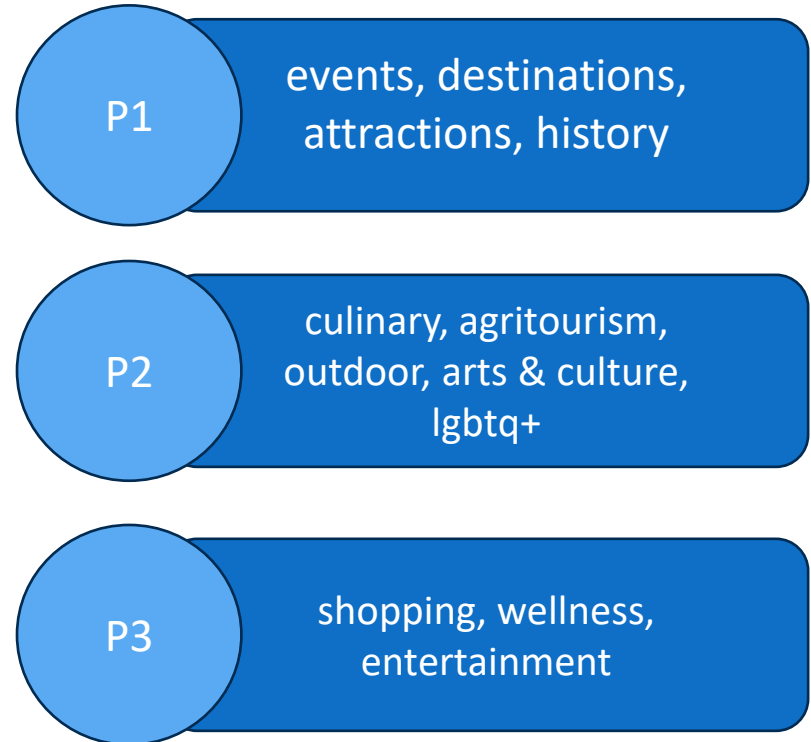 P1
events, destinations,
attractions, history
P2
culinary, agritourism,
outdoor, arts & culture,
lgbtq+
P3
shopping, wellness,
entertainment